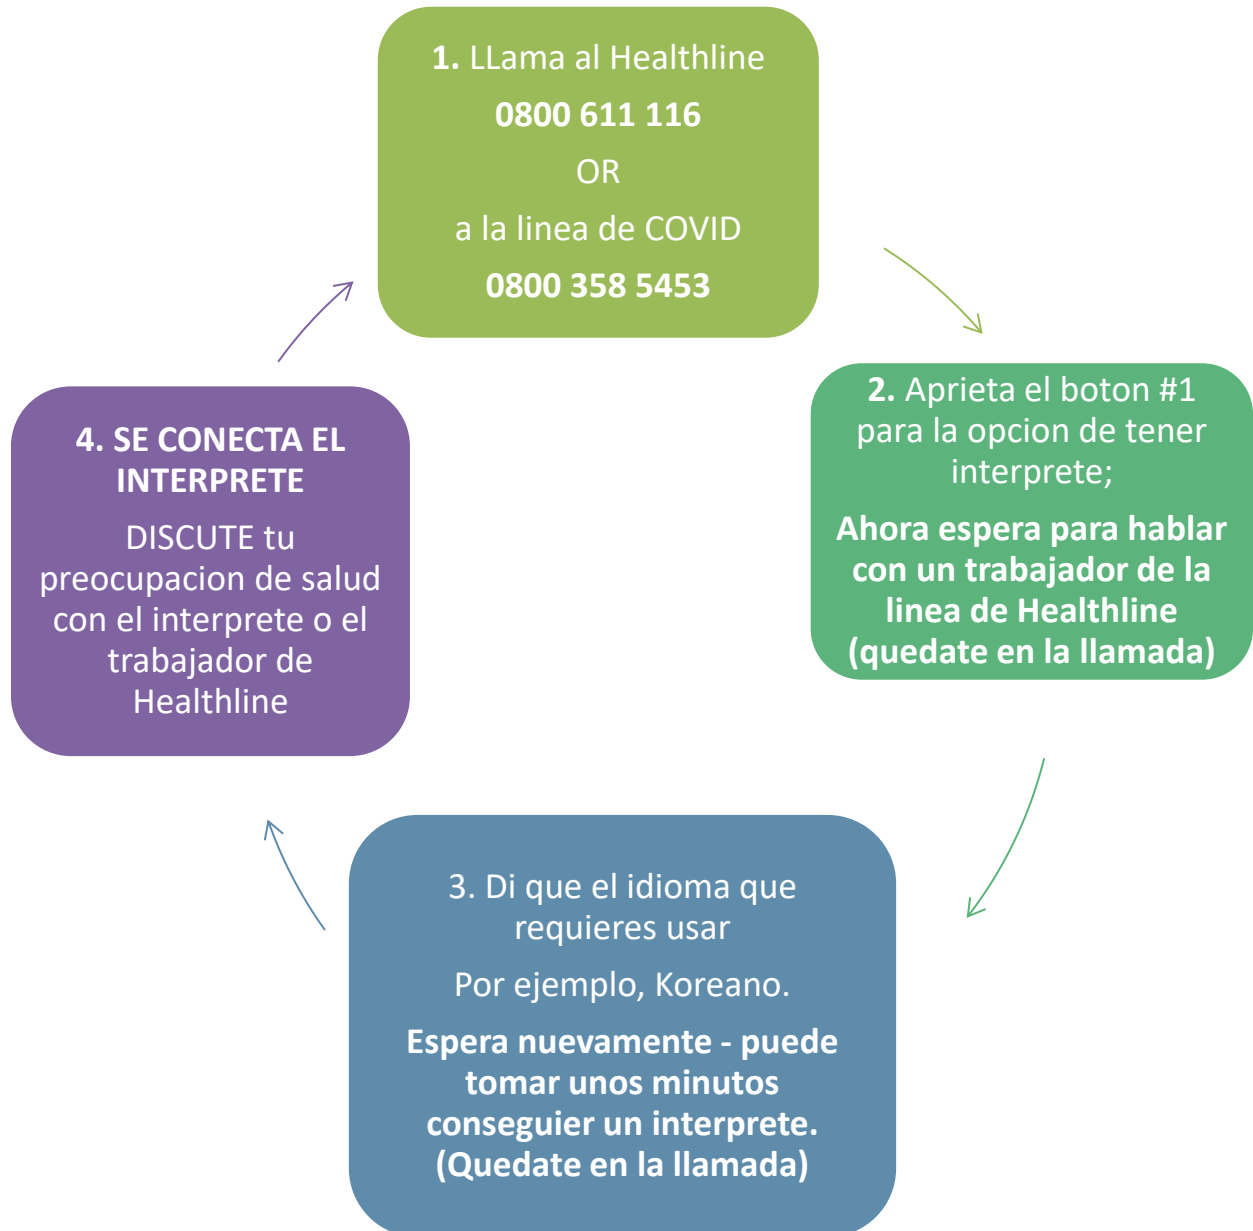 1. LLama al Healthline
0800 611 116
OR
a la linea de COVID
0800 358 5453
2. Aprieta el boton #1
para la opcion de tener
interprete;
Ahora espera para hablar
con un trabajador de la
linea de Healthline
(quedate en la llamada)
3. Di que el idioma que
requieres usar
Por ejemplo, Koreano.
Espera nuevamente - puede
tomar unos minutos
conseguier un interprete.
(Quedate en la llamada)
4. SE CONECTA EL
INTERPRETE
DISCUTE tu
preocupacion de salud
con el interprete o el
trabajador de
Healthline